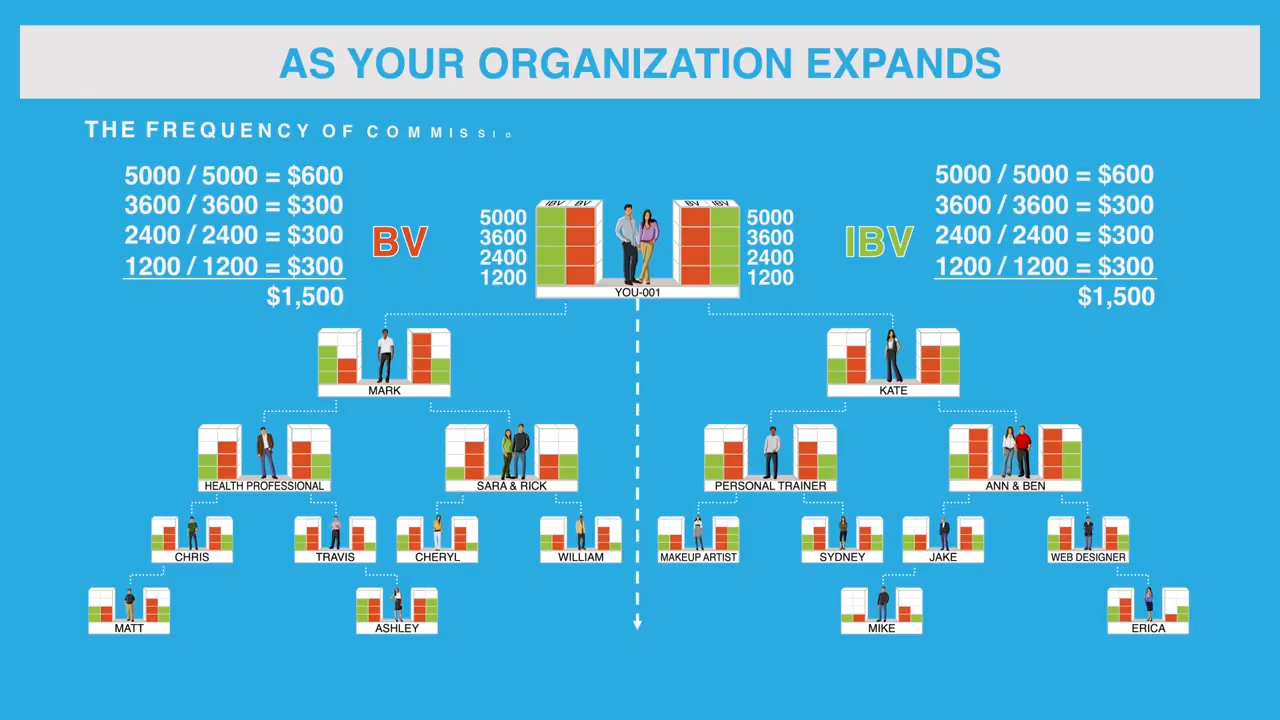 AS YOUR ORGANIZATION EXPANDS
THE FREQUENCY OF COMMISSIO
5000 / 5000 = $600
3600 / 3600 = $300
2400 / 2400 = $300
1200 / 1200 = $300
$1,500
BV
5000
3600
2400
1200
IBV BV
BV IBV
YOU-001
5000
3600
2400
1200
IBV
5000 / 5000 = $600
3600 / 3600 = $300
2400 / 2400 = $300
1200 / 1200 = $300
$1,500
MARK
KATE
HEALTH PROFESSIONAL
SARA & RICK
PERSONAL TRAINER
ANN & BEN
CHRIS
TRAVIS
CHERYL
WILLIAM
MAKEUP ARTIST
SYDNEY
JAKE
WEB DESIGNER
MATT
ASHLEY
MIKE
ERICA